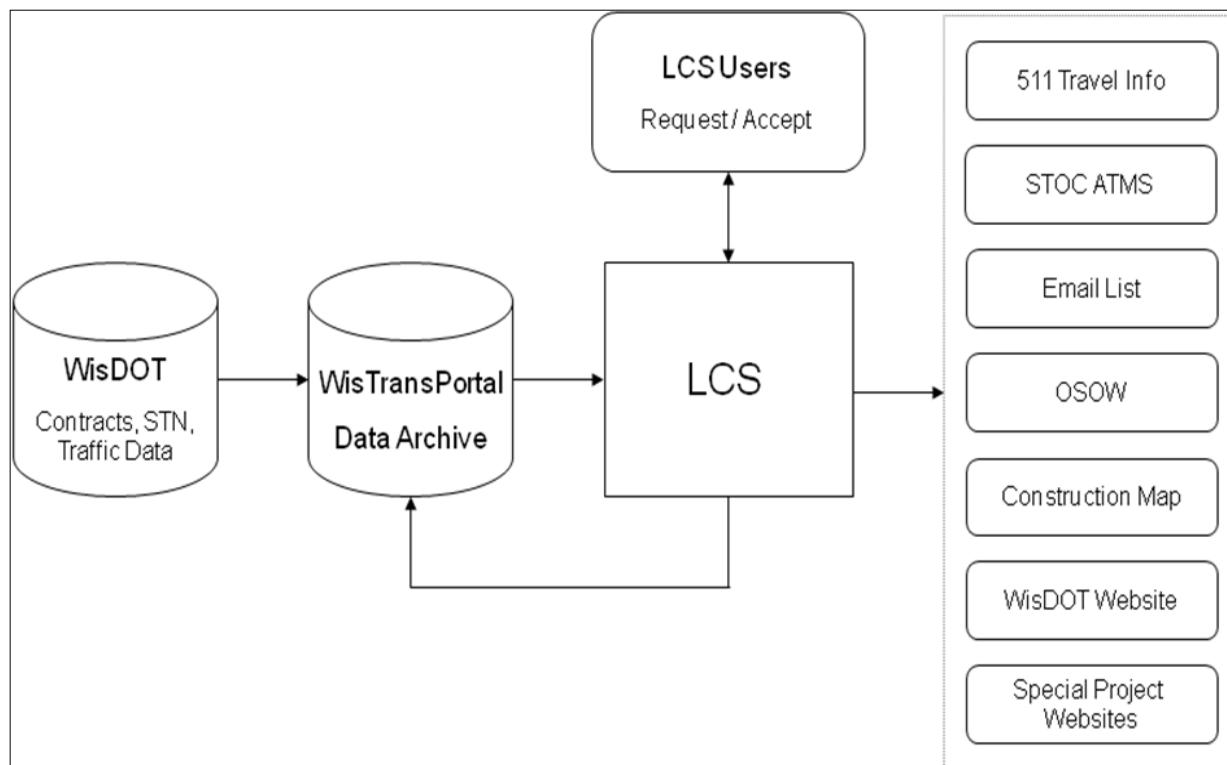 LCS Users
Request / Accept
WisDOT
Contracts, STN,
Traffic Data
WisTransPortal
Data Archive
LCS
511 Travel Info
STOC ATMS
Email List
OSOW
Construction Map
WisDOT Website
Special Project
Websites